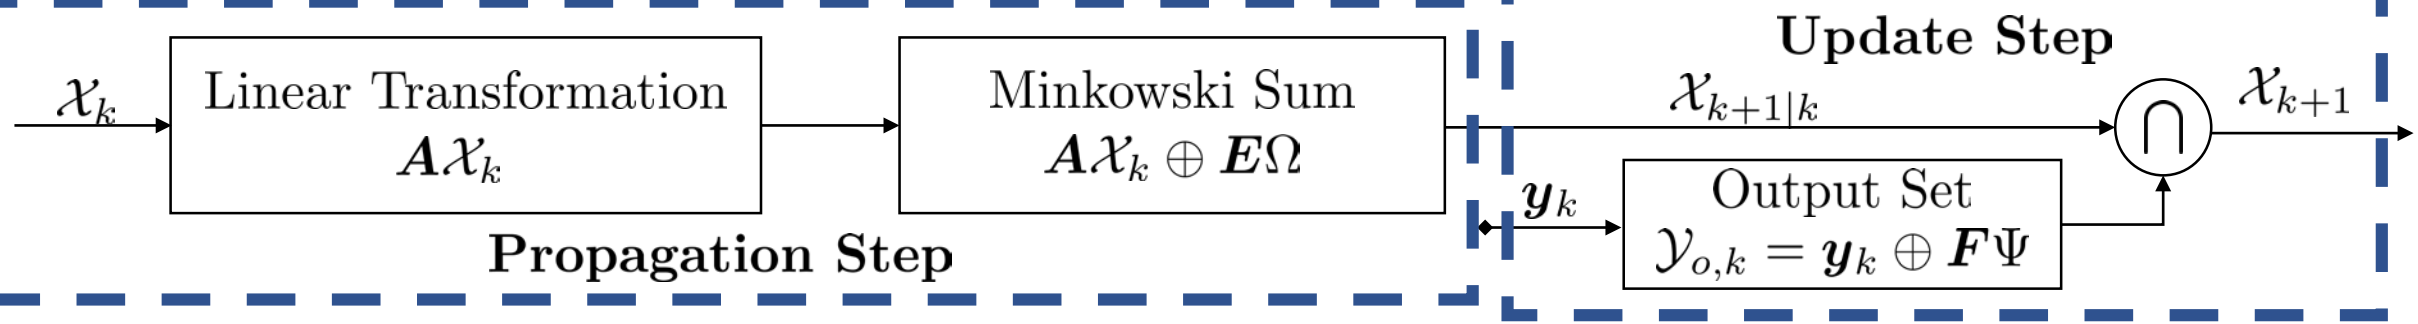 𝒳ₖ
Linear Transformation
𝑨𝒳ₖ
Minkowski Sum
𝑨𝒳ₖ ⊕ 𝑬Ω
Propagation Step
Update Step
𝒳ₖ₊₁|ₖ
⋂
𝒳ₖ₊₁
𝒚ₖ
Output Set
𝒴ₒ,ₖ = 𝒚ₖ ⊕ 𝑭Ψ